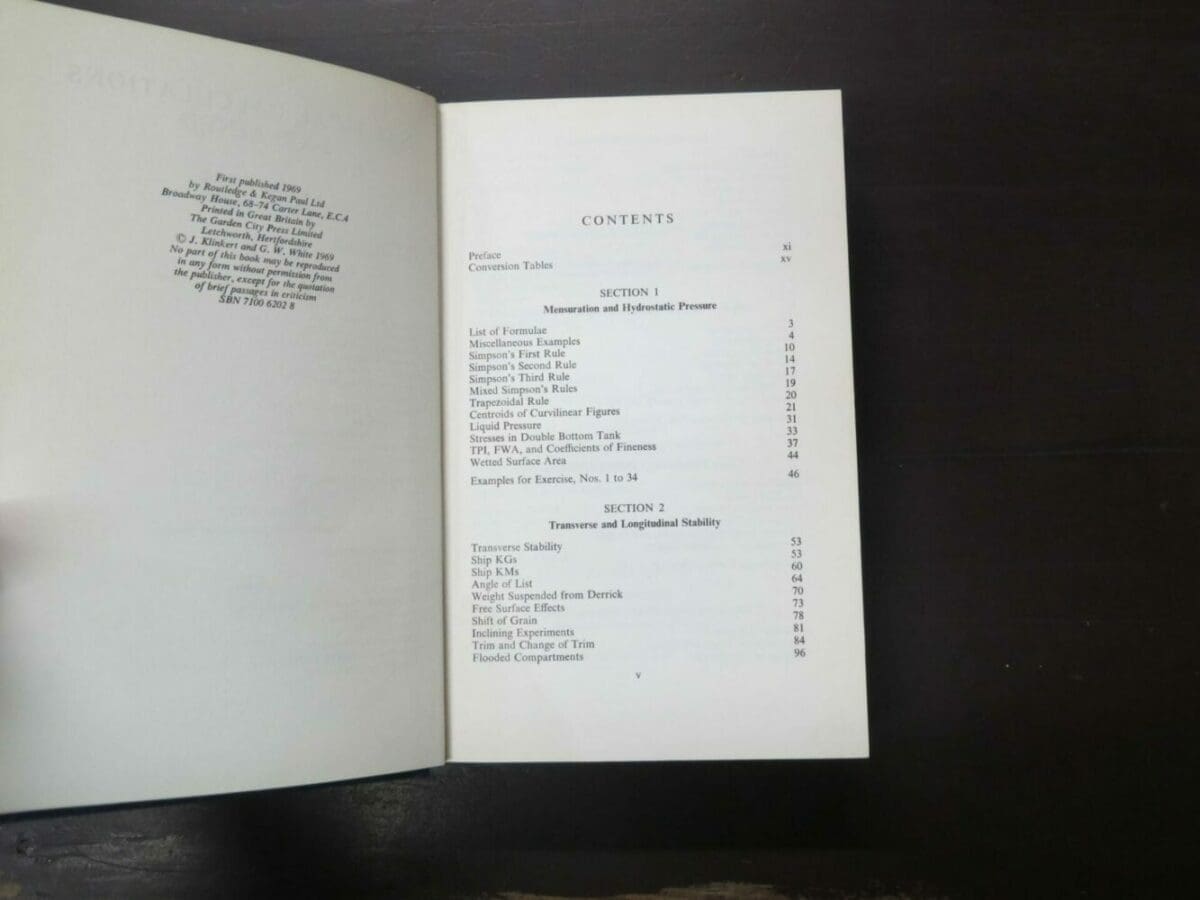 First published 1969
by Routledge & Kegan Paul Ltd
Broadway House, 68–74 Carter Lane, E.C.4
Printed in Great Britain by
The Garden City Press Limited
Letchworth, Hertfordshire
© J. Klinkert and G. W. White 1969
No part of this book may be reproduced
in any form without permission from
the publisher, except for the quotation
of brief passages in criticism
SBN 7100 6202 8
CONTENTS
Preface xi
Conversion Tables xv
SECTION 1
Mensuration and Hydrostatic Pressure
List of Formulae 3
Miscellaneous Examples 4
Simpson's First Rule 10
Simpson's Second Rule 14
Simpson's Third Rule 17
Mixed Simpson's Rules 19
Trapezoidal Rule 20
Centroids of Curvilinear Figures 21
Liquid Pressure 31
Stresses in Double Bottom Tank 33
TPI, FWA, and Coefficients of Fineness 37
Wetted Surface Area 44
Examples for Exercise, Nos. 1 to 34 46
SECTION 2
Transverse and Longitudinal Stability
Transverse Stability 53
Ship KGs 53
Ship KMs 60
Angle of List 64
Weight Suspended from Derrick 70
Free Surface Effects 73
Shift of Grain 78
Inclining Experiments 81
Trim and Change of Trim 84
Flooded Compartments 96
v